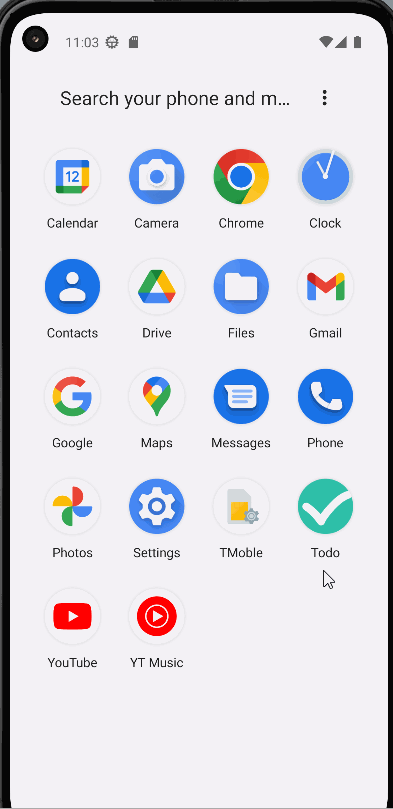 11:03
Search your phone and m...
12
Calendar Camera Chrome Clock
Contacts Drive Files Gmail
Google Maps Messages Phone
Photos Settings TMoble Todo
YouTube YT Music